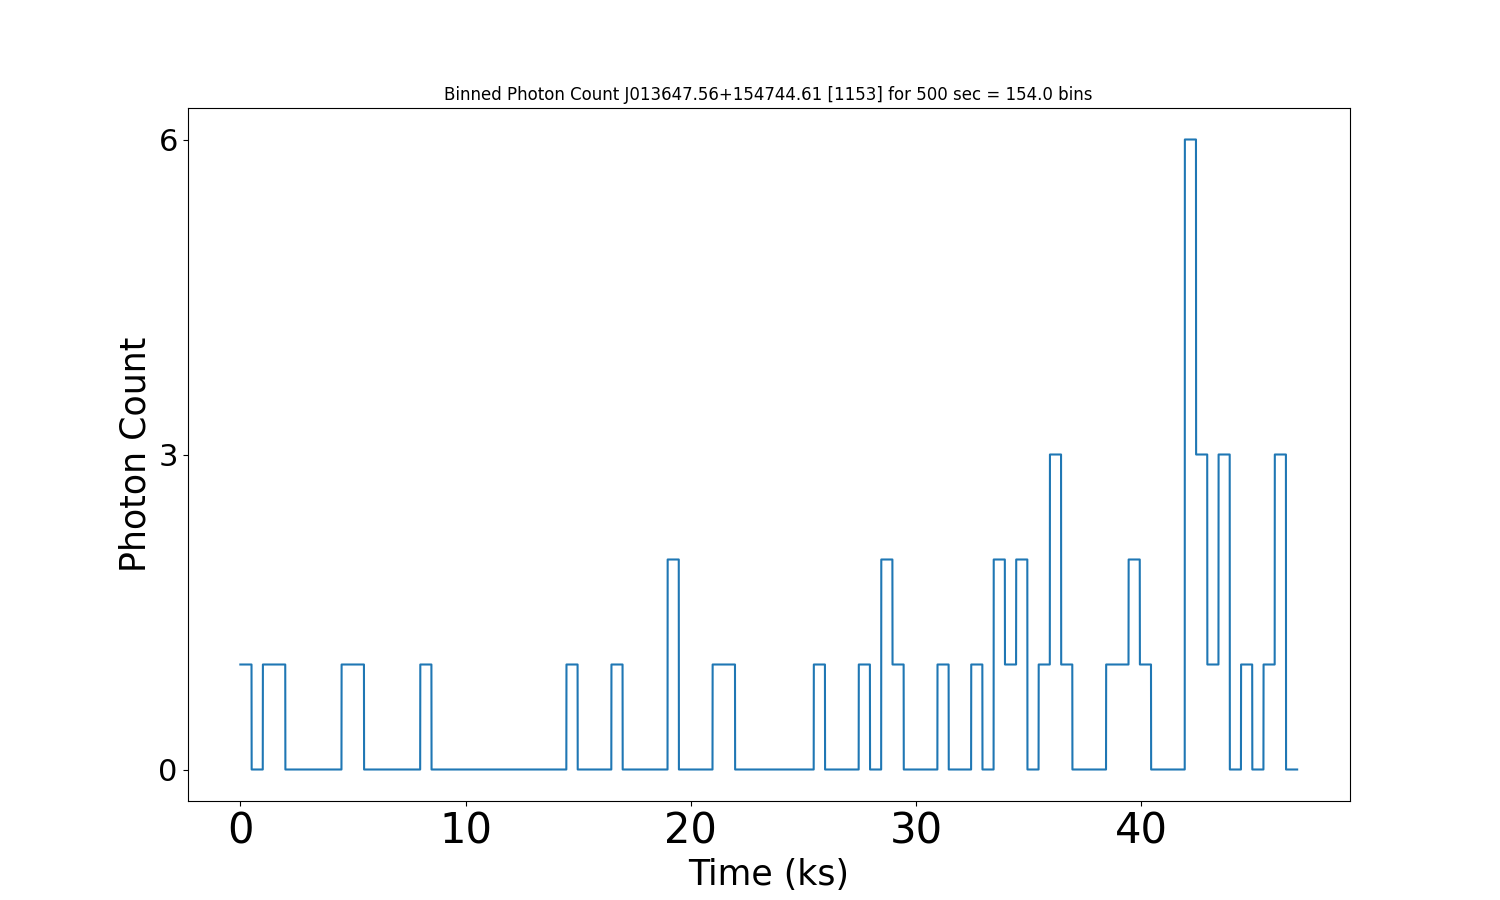 Binned Photon Count J013647.56+154744.61 [1153] for 500 sec = 154.0 bins
6
3
0
Photon Count
0 10 20 30 40
Time (ks)